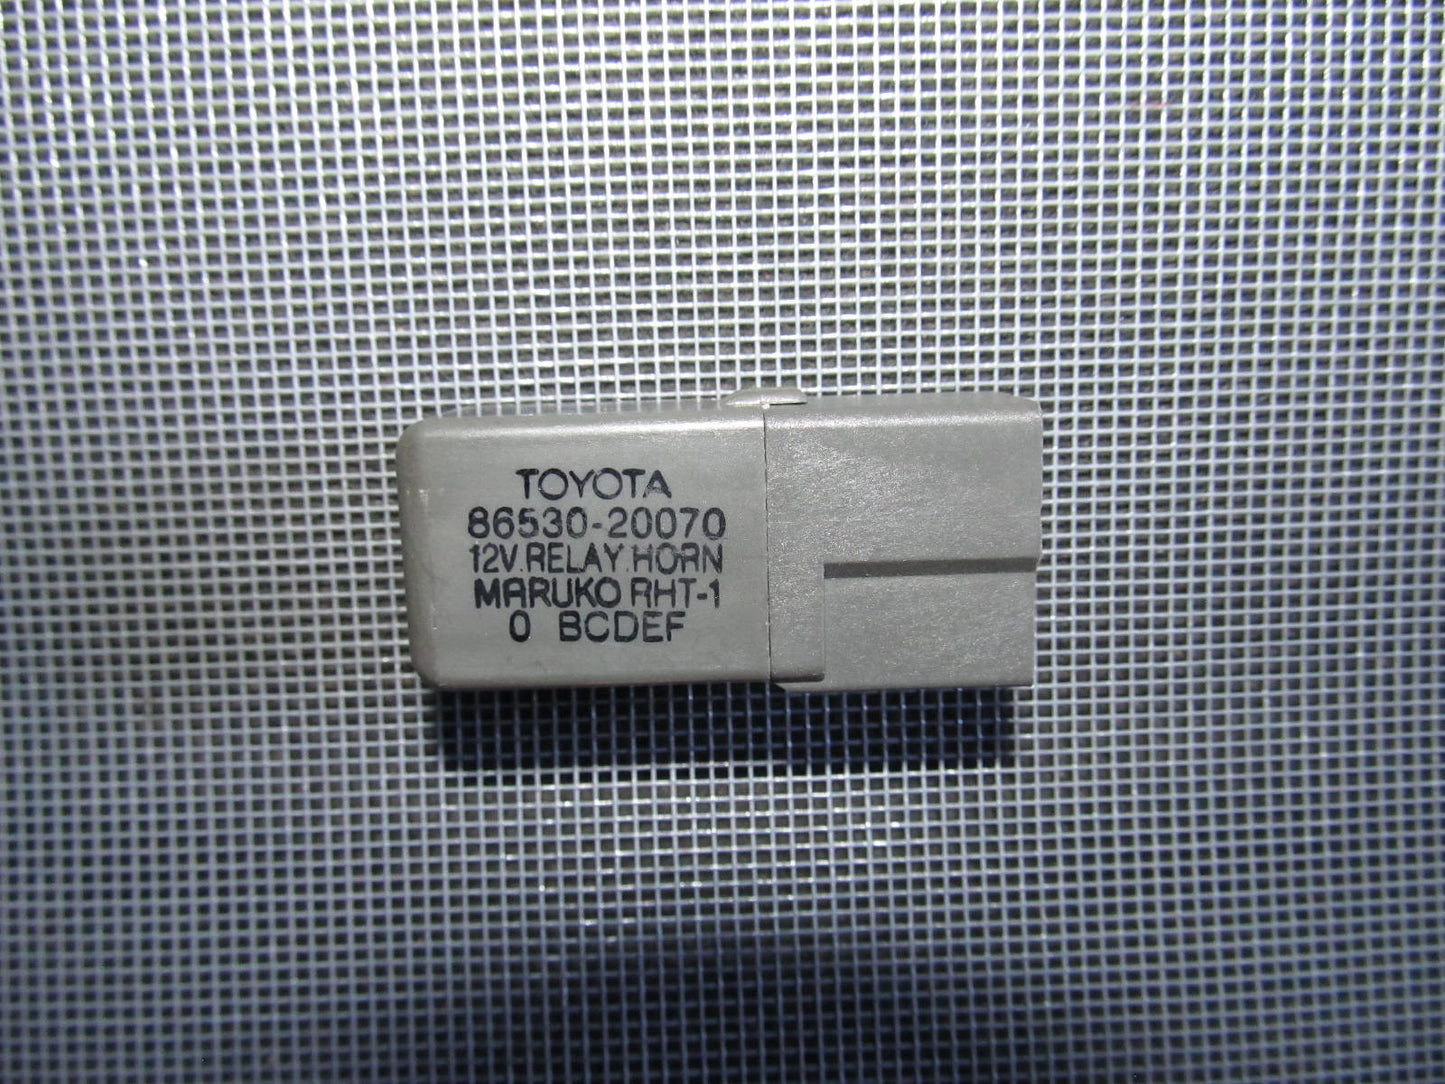 TOYOTA
86530-20070
12V.RELAY.HORN
MARUKO RHT-1
0 BCDEF